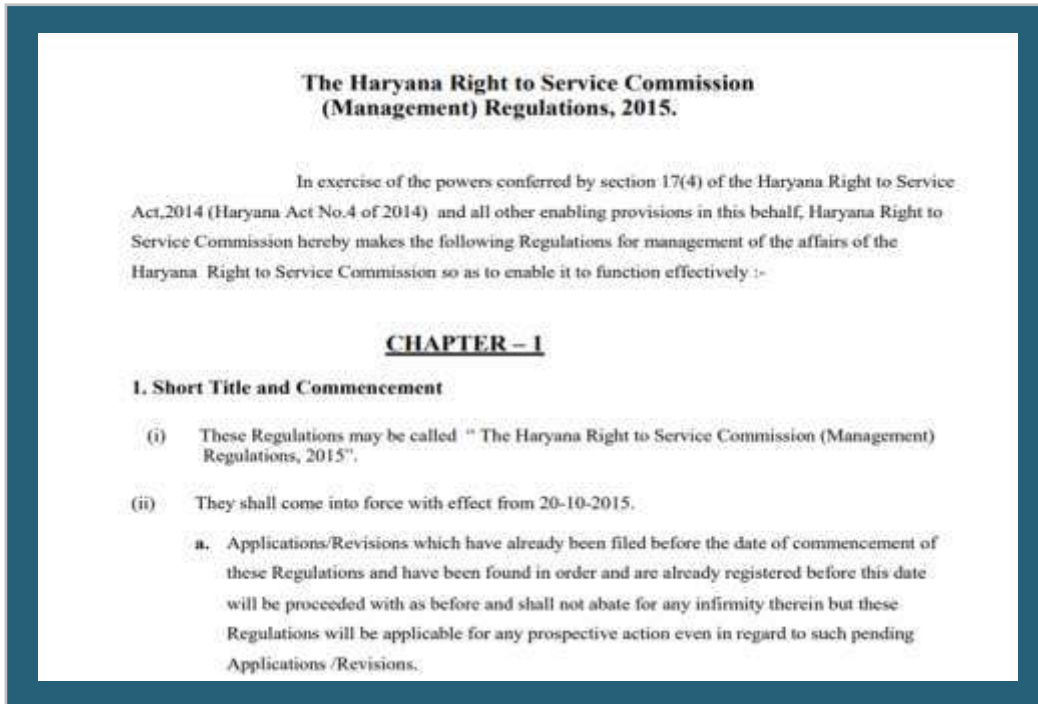 The Haryana Right to Service Commission
(Management) Regulations, 2015.
In exercise of the powers conferred by section 17(4) of the Haryana Right to Service
Act,2014 (Haryana Act No.4 of 2014) and all other enabling provisions in this behalf, Haryana Right to
Service Commission hereby makes the following Regulations for management of the affairs of the
Haryana Right to Service Commission so as to enable it to function effectively :-
CHAPTER – 1
1. Short Title and Commencement
(i) These Regulations may be called “ The Haryana Right to Service Commission (Management)
Regulations, 2015”.
(ii) They shall come into force with effect from 20-10-2015.
a. Applications/Revisions which have already been filed before the date of commencement of
these Regulations and have been found in order and are already registered before this date
will be proceeded with as before and shall not abate for any infirmity therein but these
Regulations will be applicable for any prospective action even in regard to such pending
Applications /Revisions.